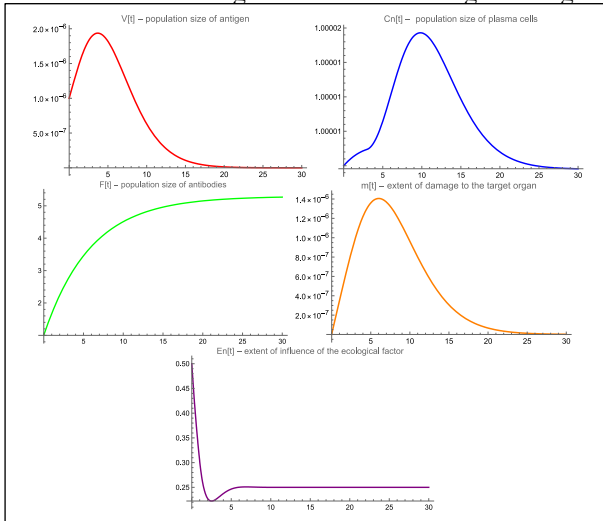 V[t] – population size of antigen
2.0×10⁻⁶
1.5×10⁻⁶
1.0×10⁻⁶
5.0×10⁻⁷
5 10 15 20 25 30
Cn[t] – population size of plasma cells
1.00002
1.00001
1.00001
1.00001
5 10 15 20 25 30
F[t] – population size of antibodies
5
4
3
2
5 10 15 20 25 30
m[t] – extent of damage to the target organ
1.4×10⁻⁶
1.2×10⁻⁶
1.×10⁻⁶
8.×10⁻⁷
6.×10⁻⁷
4.×10⁻⁷
2.×10⁻⁷
5 10 15 20 25 30
En[t] – extent of influence of the ecological factor
0.50
0.45
0.40
0.35
0.30
0.25
5 10 15 20 25 30